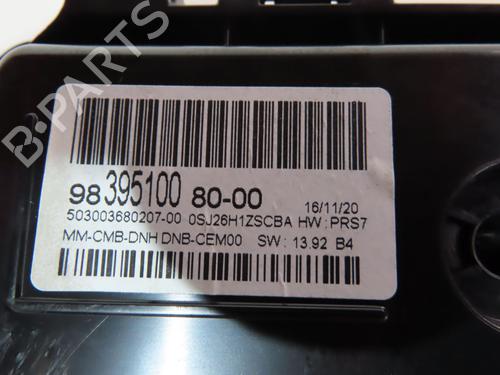 B-PARTS
98 395100 80-00
16/11/20
503003680207-00 0SJ26H1ZSCBA HW : PRS7
MM-CMB-DNH DNB-CEM00 SW : 13.92 B4